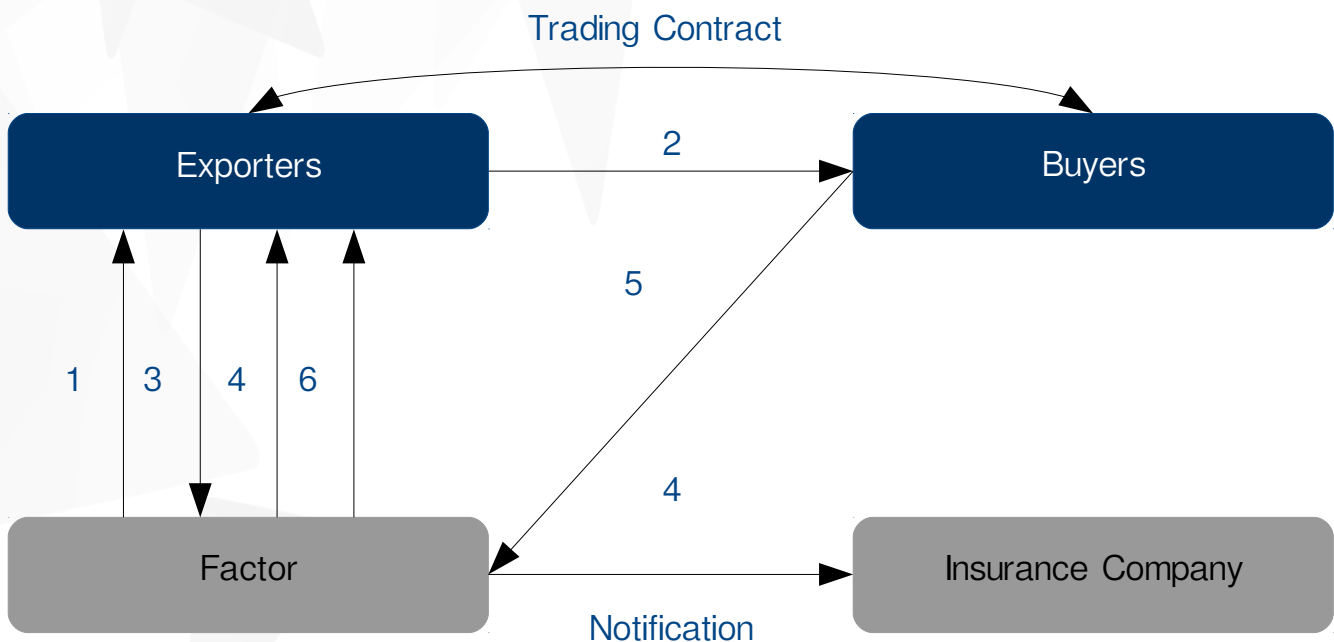 Trading Contract
Exporters
2
Buyers
5
1
3
4
6
4
Factor
Insurance Company
Notification